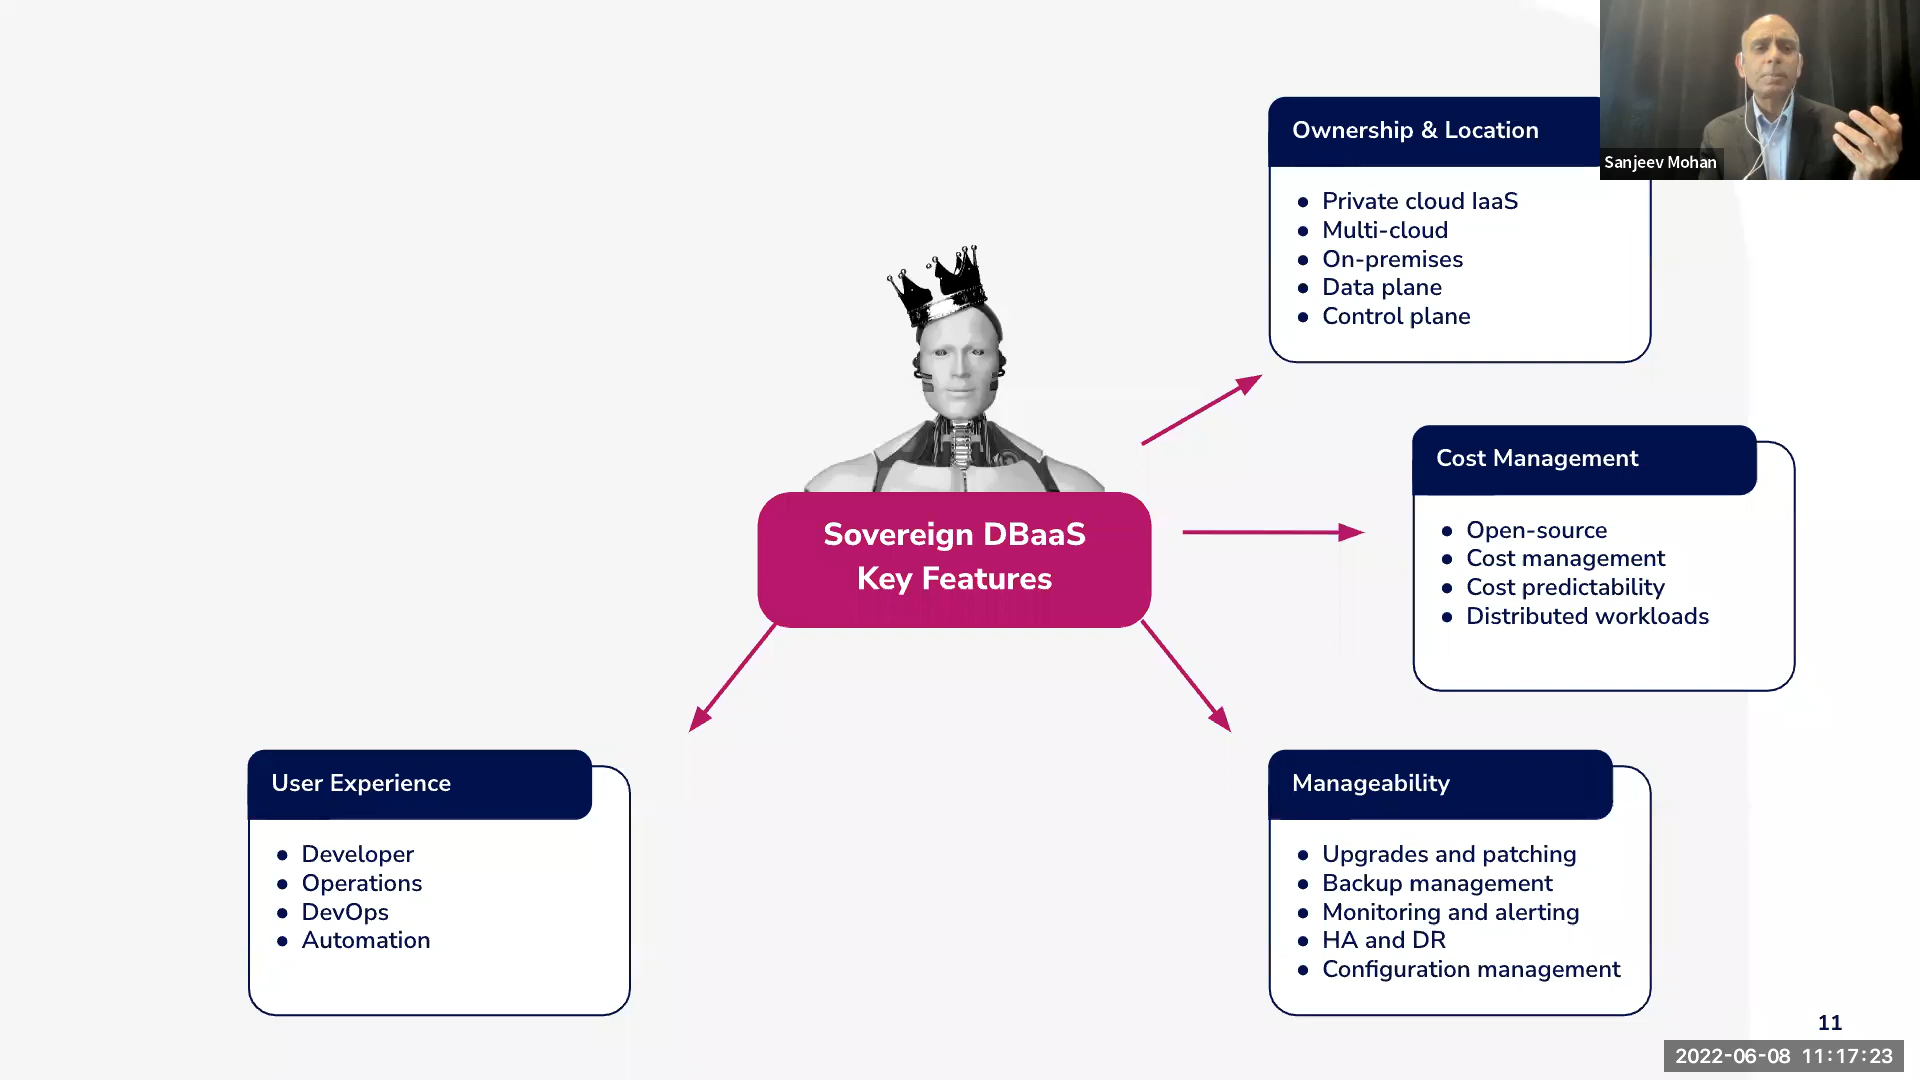 Sanjeev Mohan
Ownership & Location
● Private cloud IaaS
● Multi-cloud
● On-premises
● Data plane
● Control plane
Sovereign DBaaS
Key Features
Cost Management
● Open-source
● Cost management
● Cost predictability
● Distributed workloads
User Experience
● Developer
● Operations
● DevOps
● Automation
Manageability
● Upgrades and patching
● Backup management
● Monitoring and alerting
● HA and DR
● Configuration management
11
2022-06-08 11:17:23